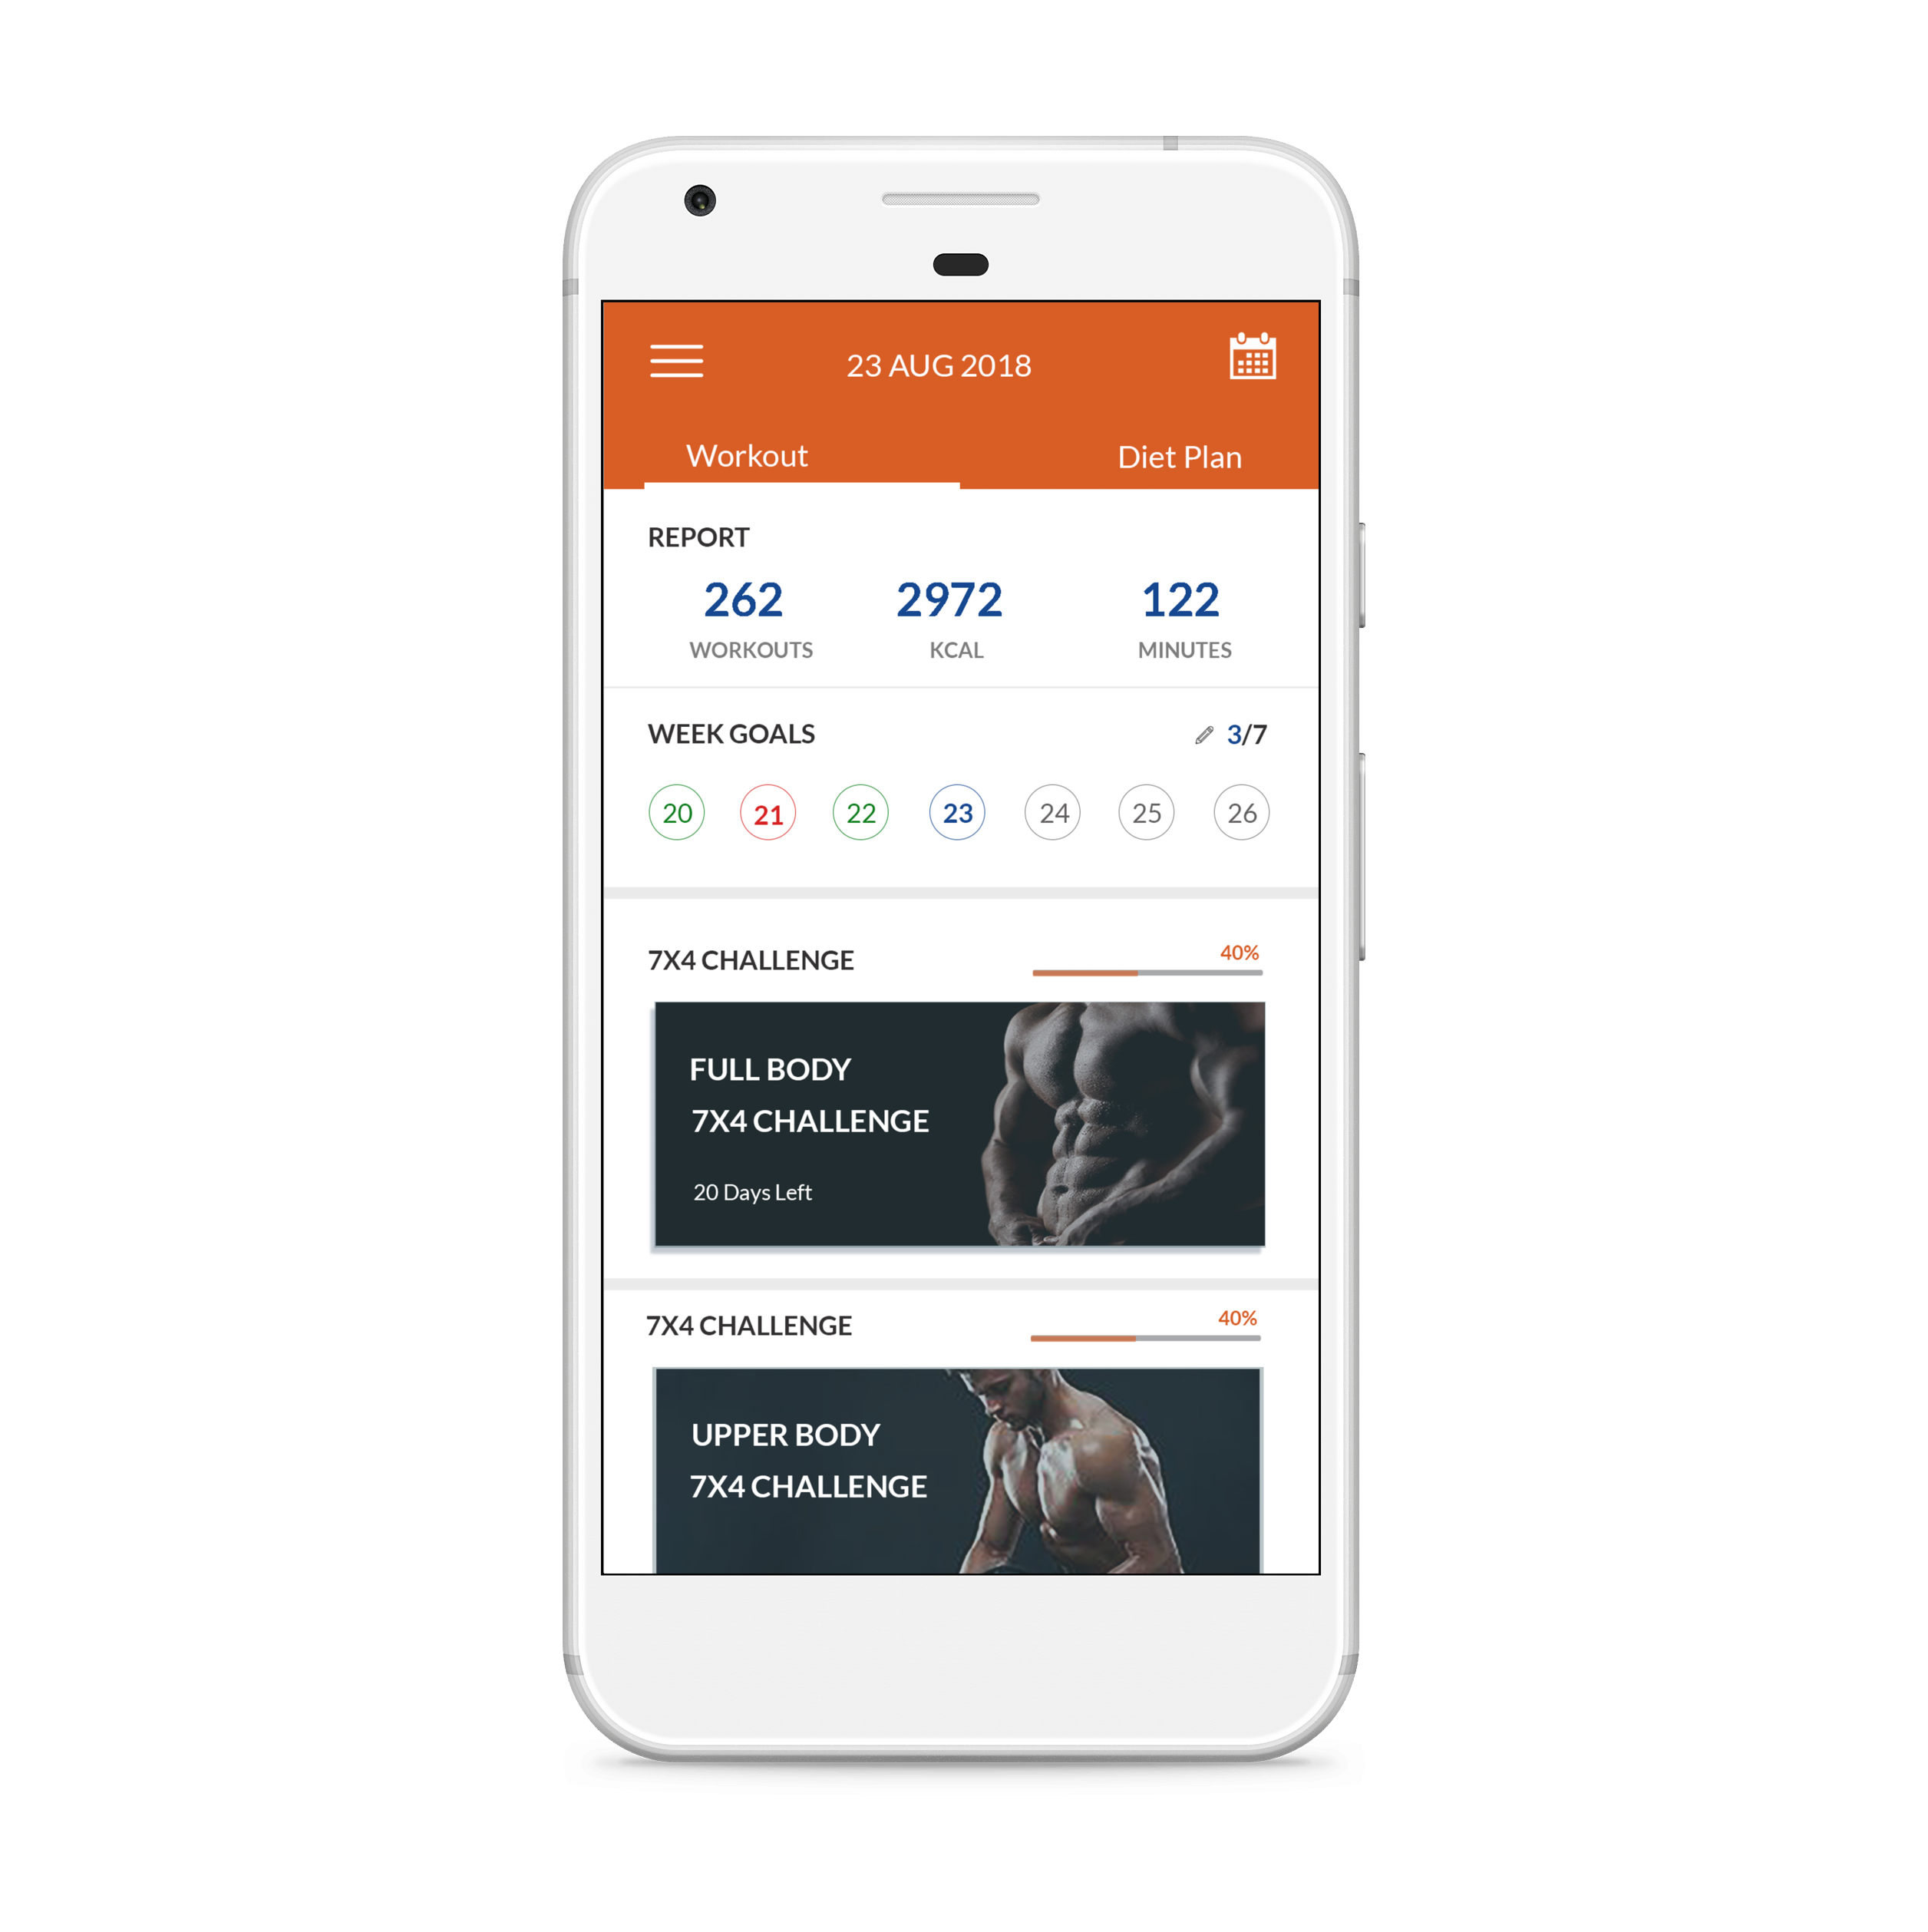 23 AUG 2018
Workout Diet Plan
REPORT
262 2972 122
WORKOUTS KCAL MINUTES
WEEK GOALS 3/7
20 21 22 23 24 25 26
7X4 CHALLENGE 40%
FULL BODY
7X4 CHALLENGE
20 Days Left
7X4 CHALLENGE 40%
UPPER BODY
7X4 CHALLENGE